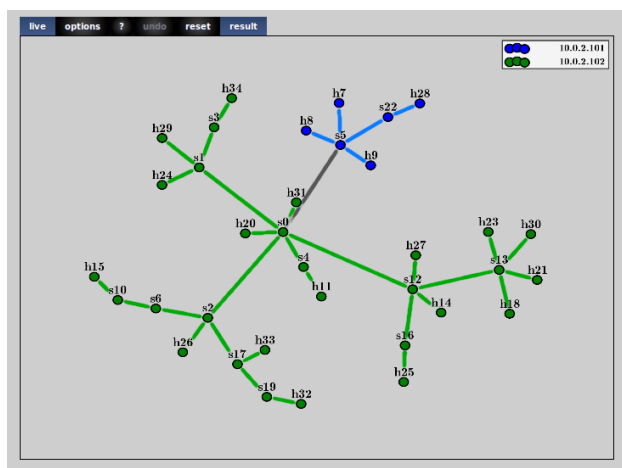 live options ? undo reset result
10.0.2.101
10.0.2.102
h34
h7
h28
s3
s22
h29
h8
s5
s1
h9
h24
h31
h20
s0
h23
h30
h27
s4
s13
h15
h21
s10
h11
s12
s6
s2
h14
h18
h26
h33
s16
s17
h25
s19
h32